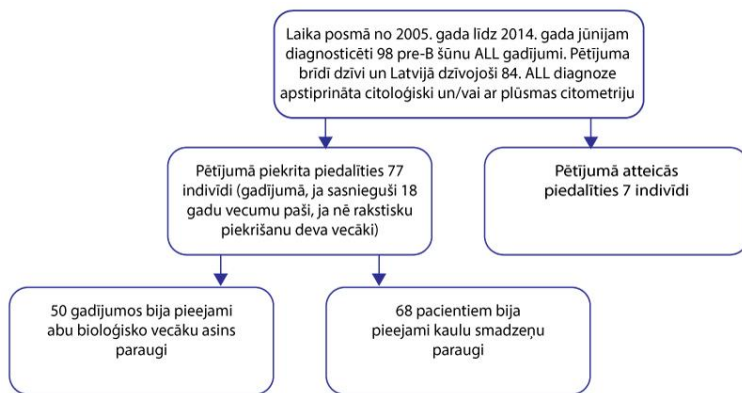 Laika posmā no 2005. gada līdz 2014. gada jūnijam
diagnosticēti 98 pre-B šūnu ALL gadījumi. Pētījuma
brīdī dzīvi un Latvijā dzīvojoši 84. ALL diagnoze
apstiprināta citoloģiski un/vai ar plūsmas citometriju
Pētījumā piekrita piedalīties 77
indivīdi (gadījumā, ja sasnieguši 18
gadu vecumu paši, ja nē rakstisku
piekrišanu deva vecāki)
Pētījumā atteicās
piedalīties 7 indivīdi
50 gadījumos bija pieejami
abu bioloģisko vecāku asins
paraugi
68 pacientiem bija
pieejami kaulu smadzeņu
paraugi